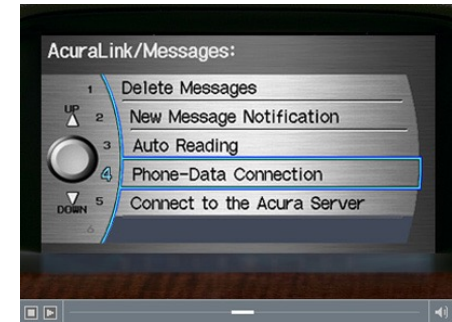 AcuraLink/Messages:
1 Delete Messages
UP
2 New Message Notification
3 Auto Reading
4 Phone-Data Connection
DOWN
5 Connect to the Acura Server
6